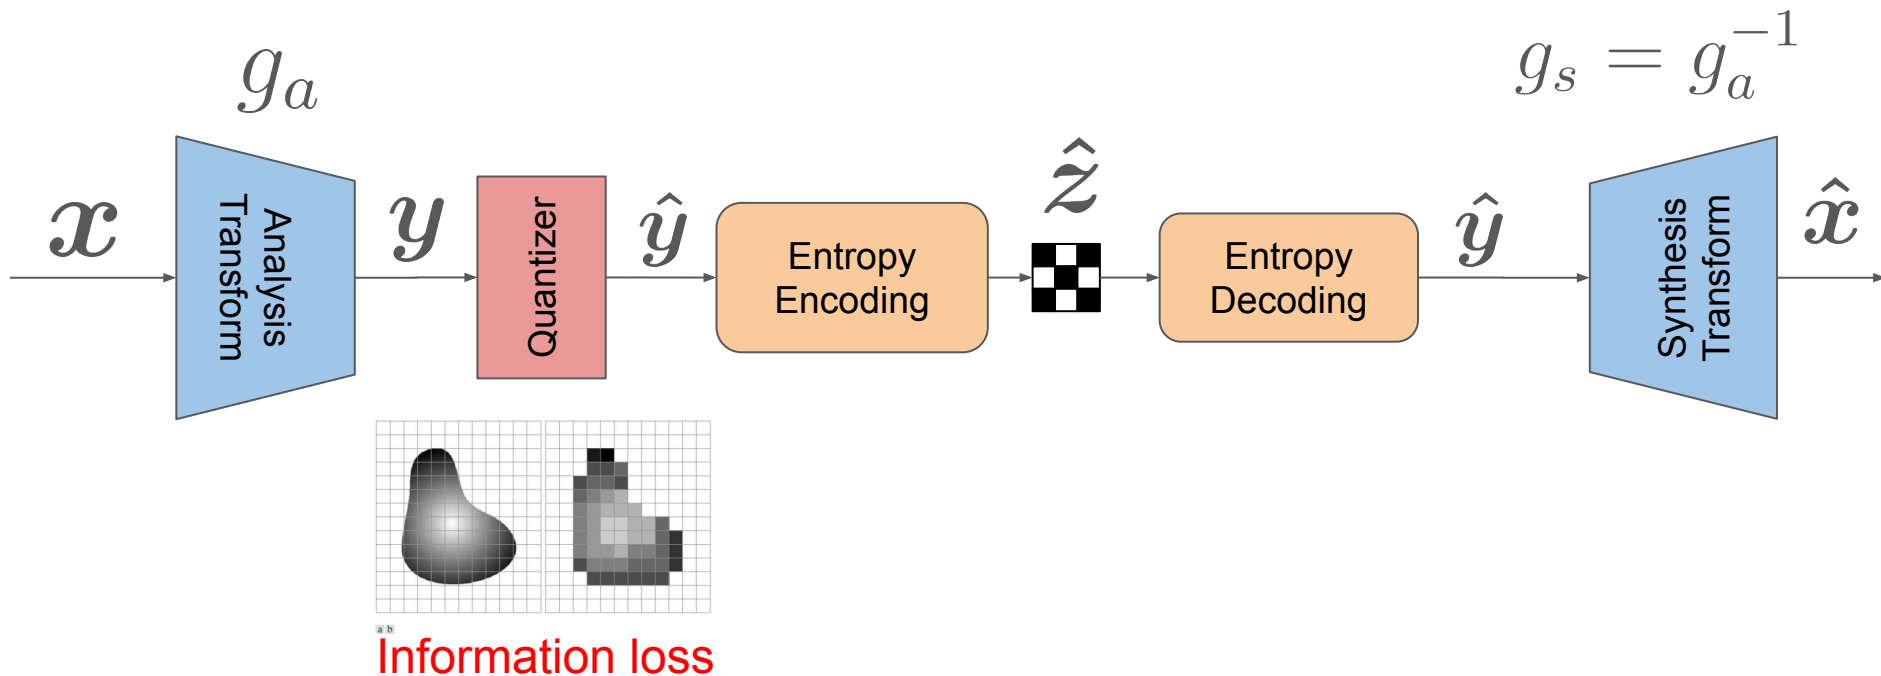 g_a
g_s = g_a^{-1}
x
Analysis
Transform
y
Quantizer
ŷ
Entropy
Encoding
ẑ
Entropy
Decoding
ŷ
Synthesis
Transform
x̂
a b
Information loss